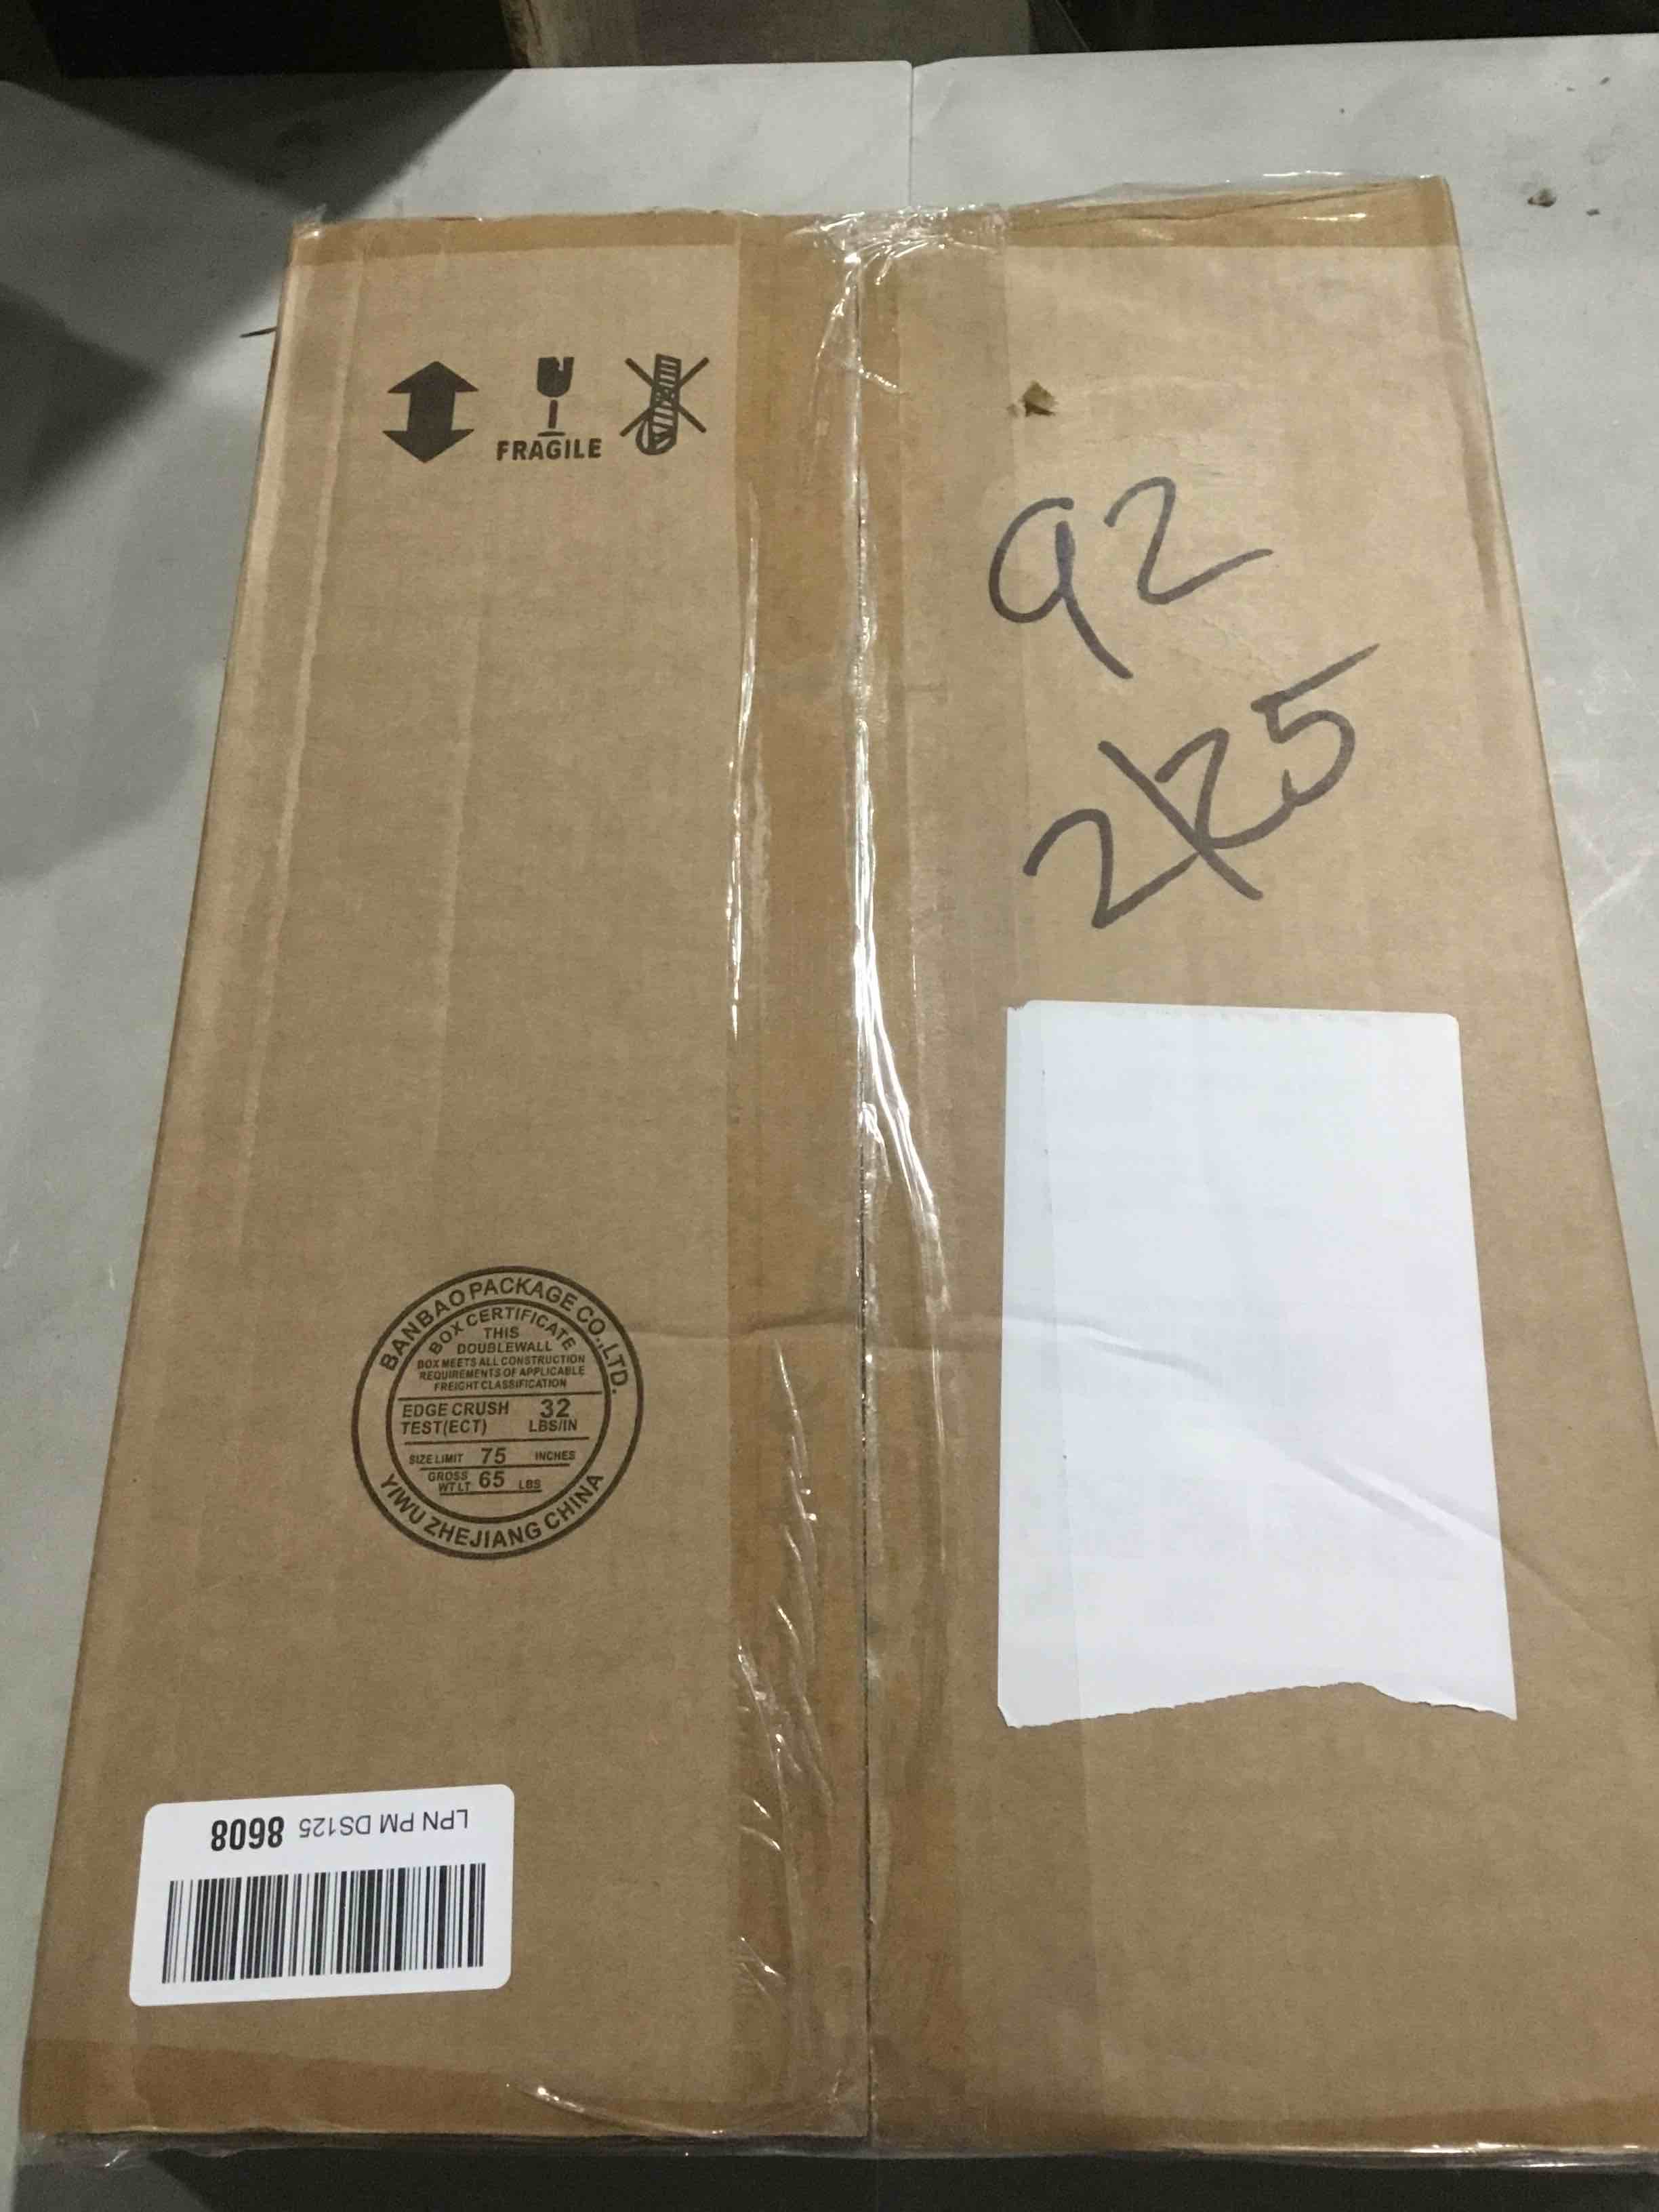 FRAGILE
92
2K5
BANBAO PACKAGE CO.,LTD.
BOX CERTIFICATE
THIS
DOUBLEWALL
BOX MEETS ALL CONSTRUCTION
REQUIREMENTS OF APPLICABLE
FREIGHT CLASSIFICATION
EDGE CRUSH 32
TEST(ECT) LBS/IN
SIZE LIMIT 75 INCHES
GROSS
WT LT 65 LBS
YIWU ZHEJIANG CHINA
LPN PM DS125 8608